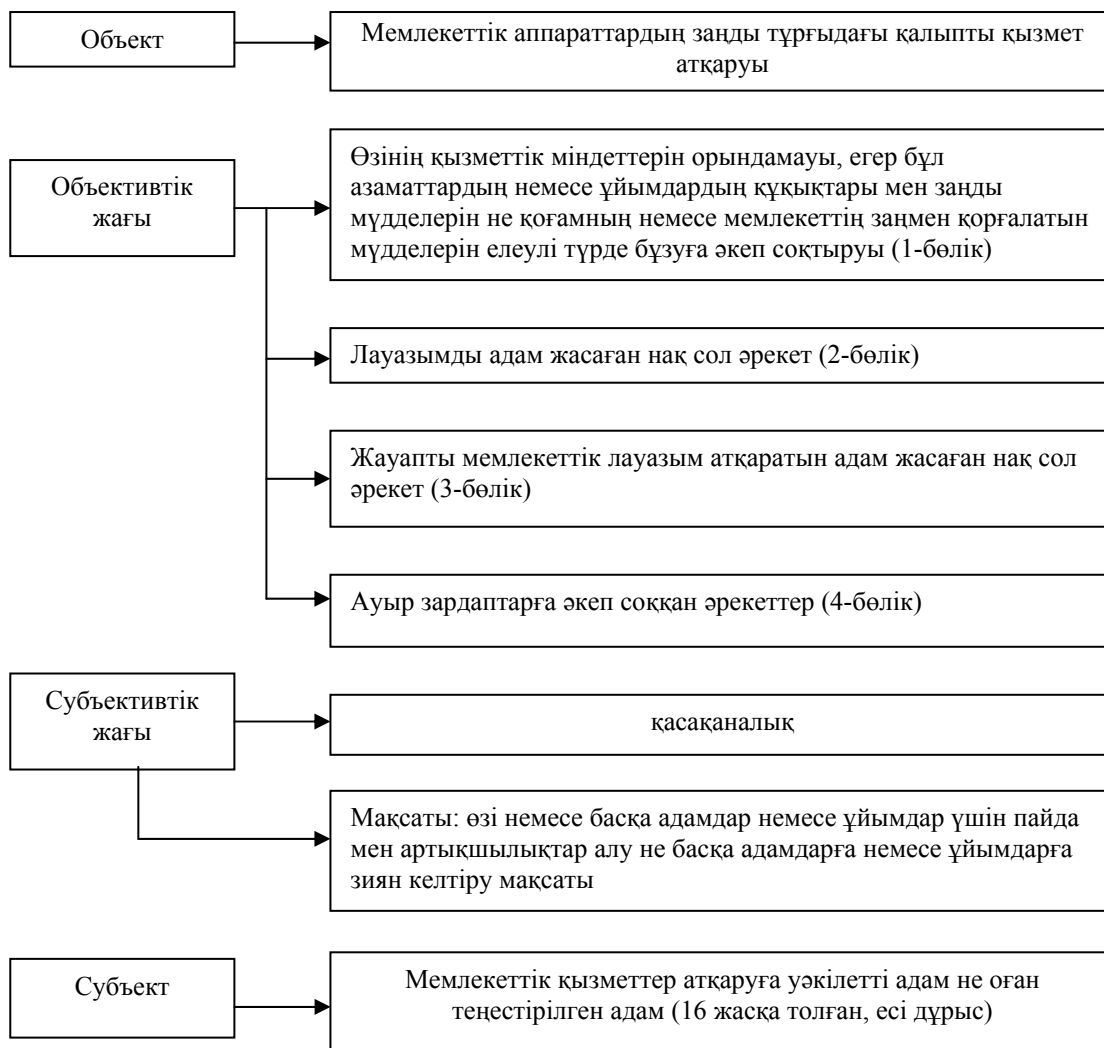 Объект
Мемлекеттік аппараттардың заңды тұрғыдағы қалыпты қызмет
атқаруы
Объективтік
жағы
Өзінің қызметтік міндеттерін орындамауы, егер бұл
азаматтардың немесе ұйымдардың құқықтары мен заңды
мүдделерін не қоғамның немесе мемлекеттің заңмен қорғалатын
мүдделерін елеулі түрде бұзуға әкеп соқтыруы (1-бөлік)
Лауазымды адам жасаған нақ сол әрекет (2-бөлік)
Жауапты мемлекеттік лауазым атқаратын адам жасаған нақ сол
әрекет (3-бөлік)
Ауыр зардаптарға әкеп соққан әрекеттер (4-бөлік)
Субъективтік
жағы
қасақаналық
Мақсаты: өзі немесе басқа адамдар немесе ұйымдар үшін пайда
мен артықшылықтар алу не басқа адамдарға немесе ұйымдарға
зиян келтіру мақсаты
Субъект
Мемлекеттік қызметтер атқаруға уәкілетті адам не оған
теңестірілген адам (16 жасқа толған, есі дұрыс)